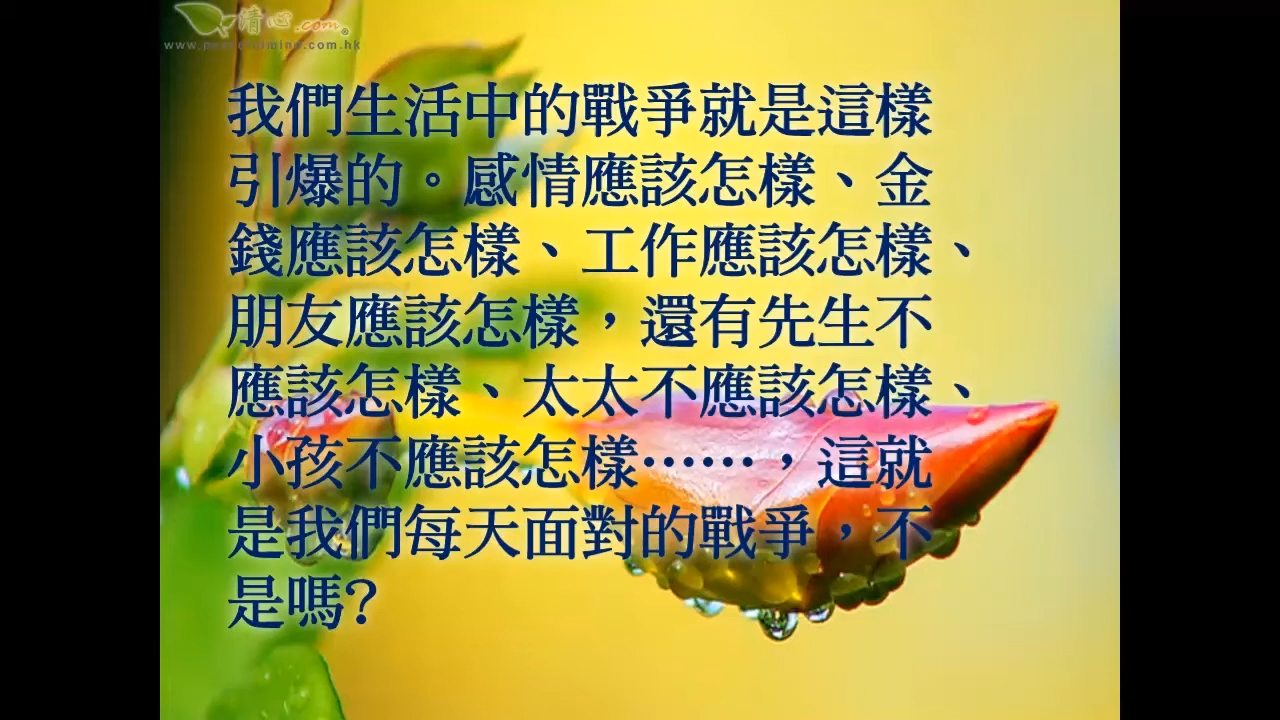 清心.com
我們生活中的戰爭就是這樣
引爆的。感情應該怎樣、金
錢應該怎樣、工作應該怎樣、
朋友應該怎樣，還有先生不
應該怎樣、太太不應該怎樣、
小孩不應該怎樣……，這就
是我們每天面對的戰爭，不
是嗎？